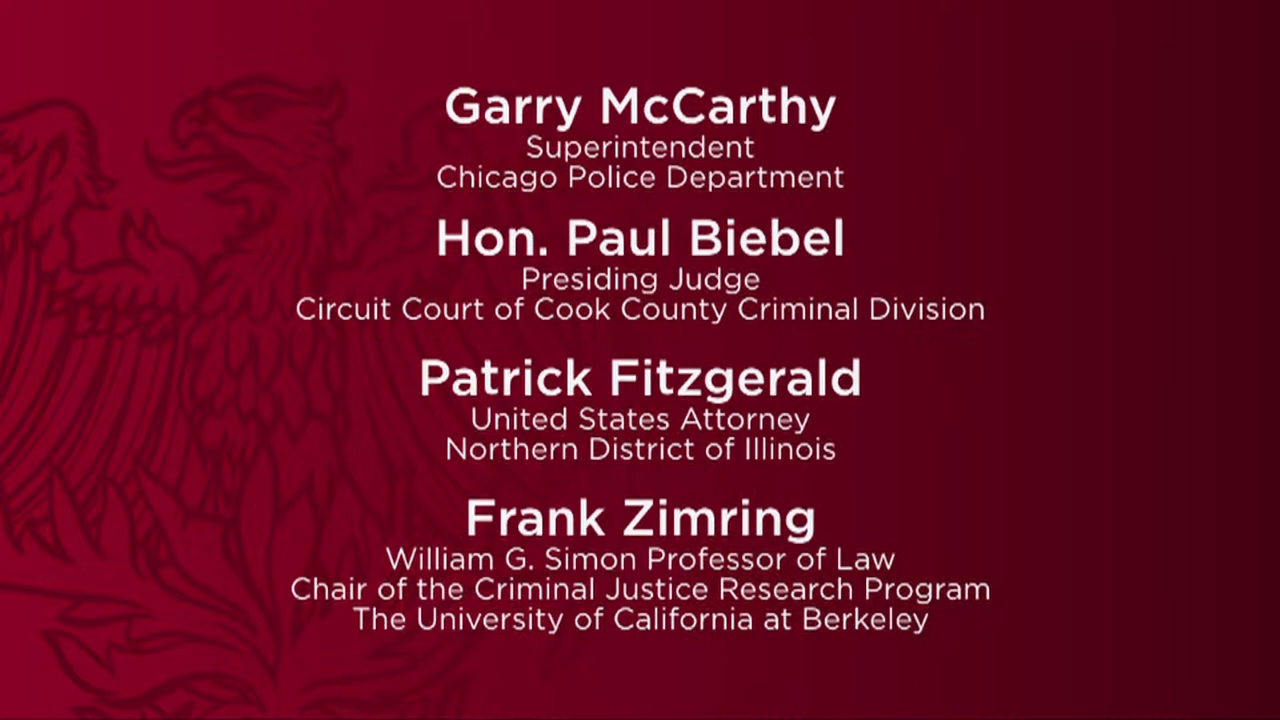 Garry McCarthy
Superintendent
Chicago Police Department
Hon. Paul Biebel
Presiding Judge
Circuit Court of Cook County Criminal Division
Patrick Fitzgerald
United States Attorney
Northern District of Illinois
Frank Zimring
William G. Simon Professor of Law
Chair of the Criminal Justice Research Program
The University of California at Berkeley